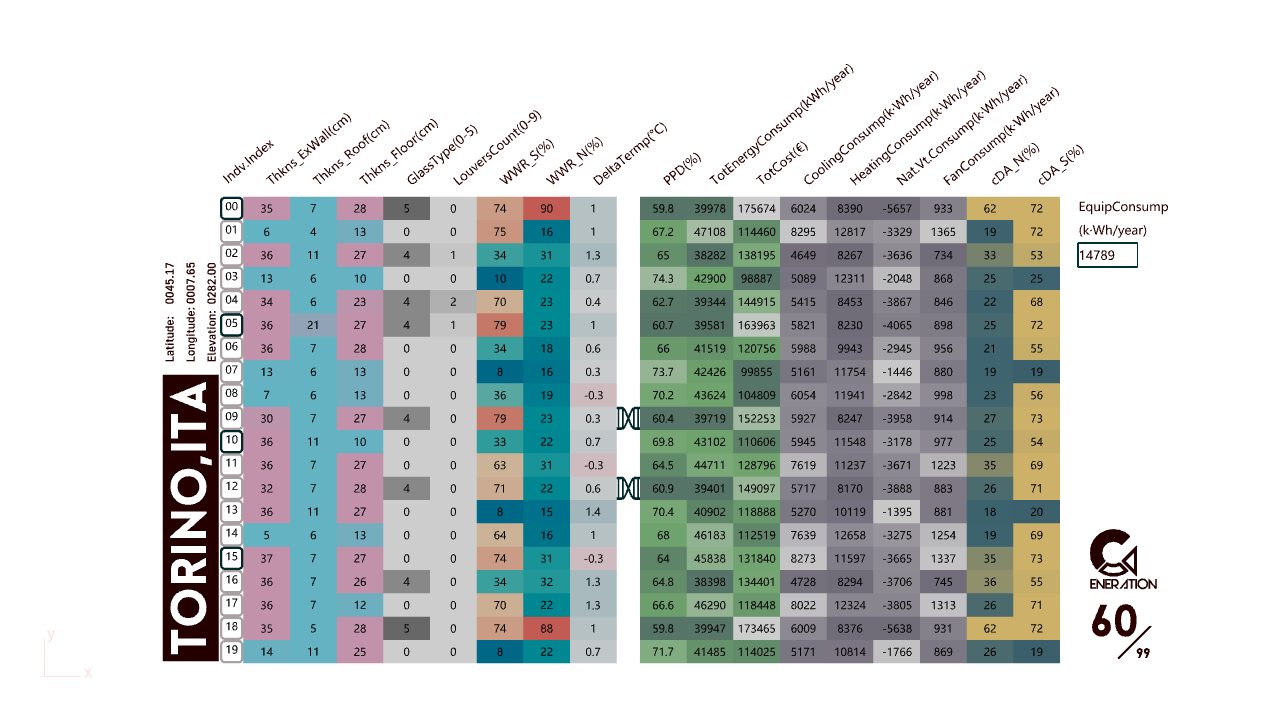 Indv.Index Thkns_ExWall(cm) Thkns_Roof(cm) Thkns_Floor(cm) GlassType(0-5) LouversCount(0-9) WWR_S(%) WWR_N(%) DeltaTermp(°C) PPD(%) TotEnergyConsump(kWh/year) TotCost(€) CoolingConsump(k·Wh/year) HeatingConsump(k·Wh/year) Nat.Vt.Consump(k·Wh/year) FanConsump(k·Wh/year) cDA_N(%) cDA_S(%)
00 35 7 28 5 0 74 90 1 59.8 39978 175674 6024 8390 -5657 933 62 72
01 6 4 13 0 0 75 16 1 67.2 47108 114460 8295 12817 -3329 1365 19 72
02 36 11 27 4 1 34 31 1.3 65 38282 138195 4649 8267 -3636 734 33 53
03 13 6 10 0 0 10 22 0.7 74.3 42900 98887 5089 12311 -2048 868 25 25
04 34 6 23 4 2 70 23 0.4 62.7 39344 144915 5415 8453 -3867 846 22 68
05 36 21 27 4 1 79 23 1 60.7 39581 163963 5821 8230 -4065 898 25 72
06 36 7 28 0 0 34 18 0.6 66 41519 120756 5988 9943 -2945 956 21 55
07 13 6 13 0 0 8 16 0.3 73.7 42426 99855 5161 11754 -1446 880 19 19
08 7 6 13 0 0 36 19 -0.3 70.2 43624 104809 6054 11941 -2842 998 23 56
09 30 7 27 4 0 79 23 0.3 60.4 39719 152253 5927 8247 -3958 914 27 73
10 36 11 10 0 0 33 22 0.7 69.8 43102 110606 5945 11548 -3178 977 25 54
11 36 7 27 0 0 63 31 -0.3 64.5 44711 128796 7619 11237 -3671 1223 35 69
12 32 7 28 4 0 71 22 0.6 60.9 39401 149097 5717 8170 -3888 883 26 71
13 36 11 27 0 0 8 15 1.4 70.4 40902 118888 5270 10119 -1395 881 18 20
14 5 6 13 0 0 64 16 1 68 46183 112519 7639 12658 -3275 1254 19 69
15 37 7 27 0 0 74 31 -0.3 64 45838 131840 8273 11597 -3665 1337 35 73
16 36 7 26 4 0 34 32 1.3 64.8 38398 134401 4728 8294 -3706 745 36 55
17 36 7 12 0 0 70 22 1.3 66.6 46290 118448 8022 12324 -3805 1313 26 71
18 35 5 28 5 0 74 88 1 59.8 39947 173465 6009 8376 -5638 931 62 72
19 14 11 25 0 0 8 22 0.7 71.7 41485 114025 5171 10814 -1766 869 26 19
Latitude: 0045.17
Longitude: 0007.65
Elevation: 0282.00
TORINO,ITA
EquipConsump
(k·Wh/year)
14789
ENERATION
60/99
y
x